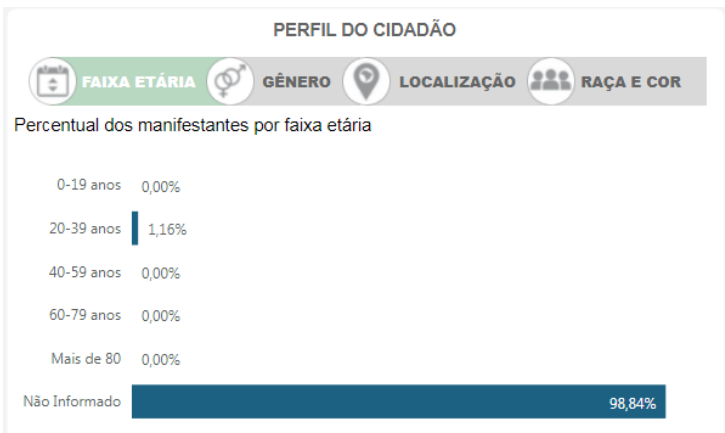 PERFIL DO CIDADÃO
FAIXA ETÁRIA GÊNERO LOCALIZAÇÃO RAÇA E COR
Percentual dos manifestantes por faixa etária
0-19 anos 0,00%
20-39 anos 1,16%
40-59 anos 0,00%
60-79 anos 0,00%
Mais de 80 0,00%
Não Informado 98,84%